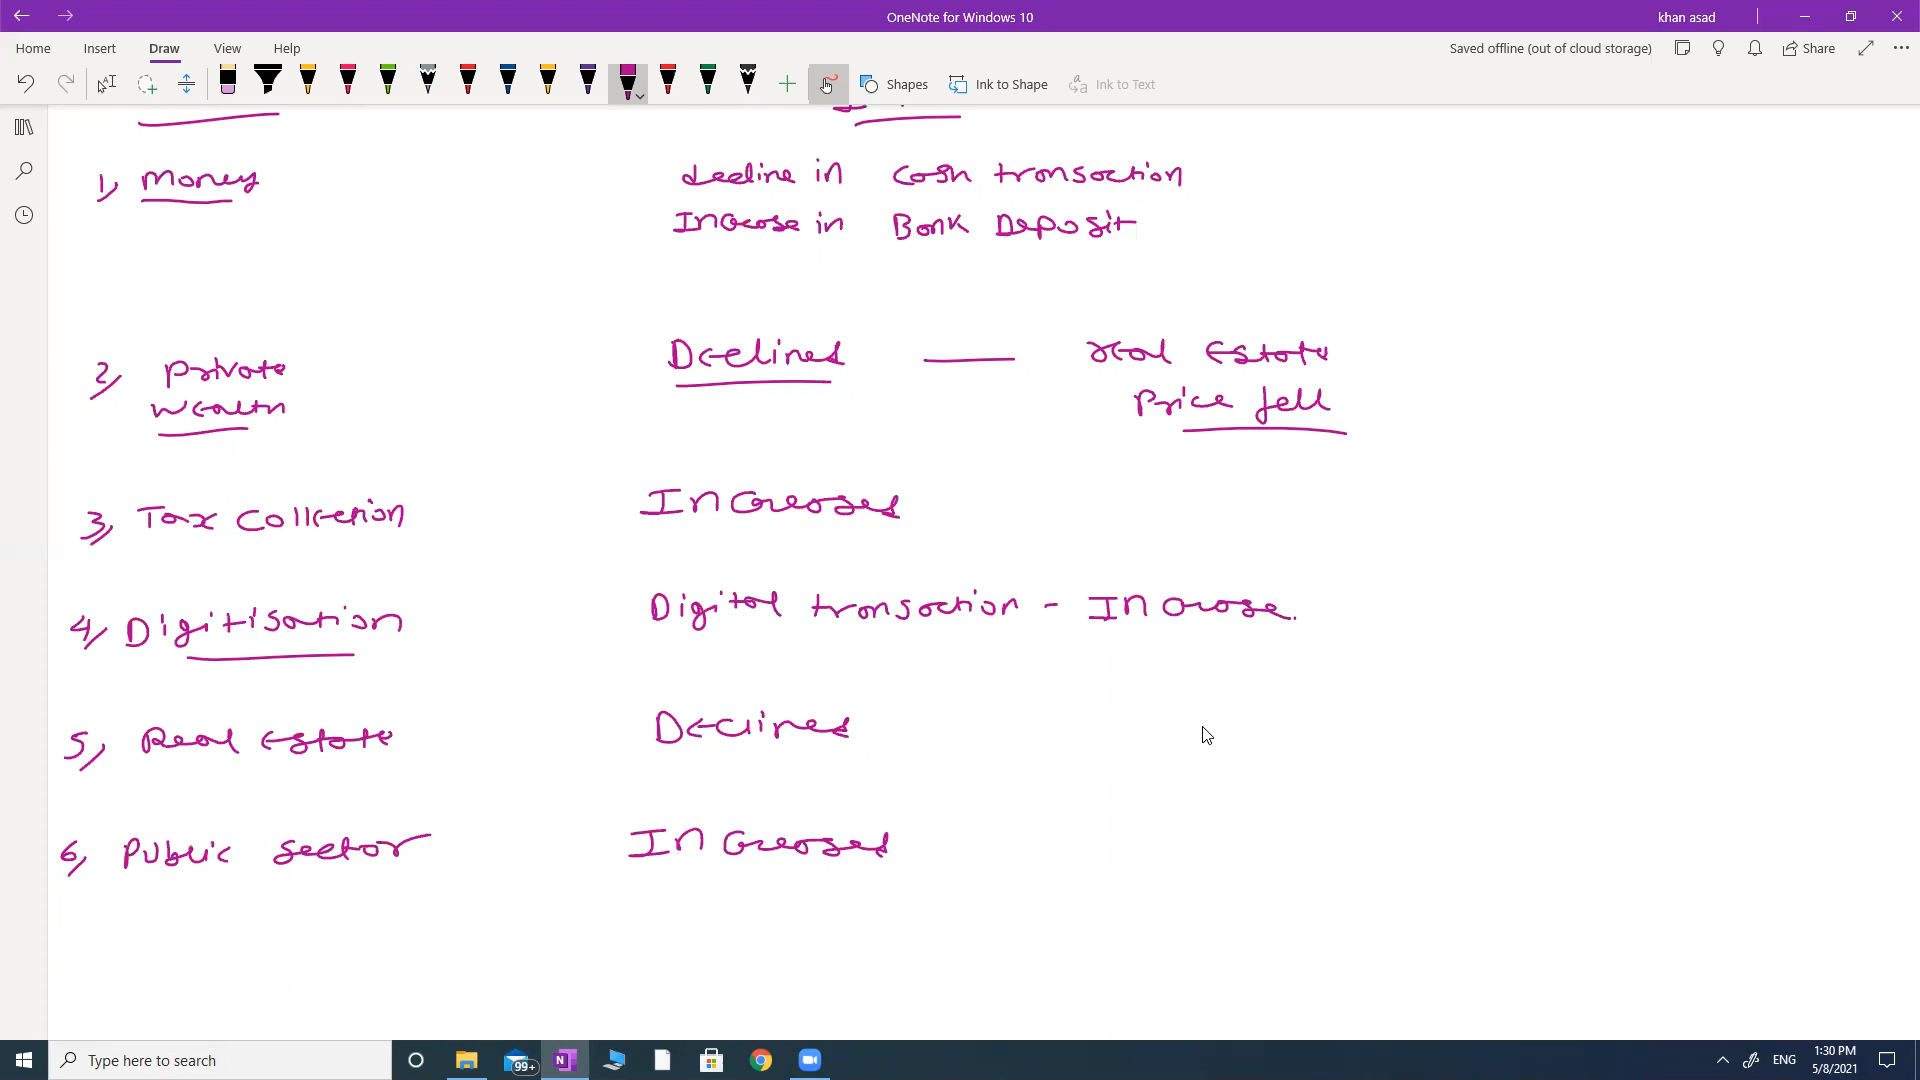 OneNote for Windows 10
khan asad
Home Insert Draw View Help
Saved offline (out of cloud storage)
Share
Shapes
Ink to Shape
Ink to Text
1, Money
decline in cash transaction
Increase in Bank Deposit
2, Private
Wealth
Declined
real Estate
Price fell
3, Tax Collection
Increased
4, Digitisation
Digital transaction - Increase.
5, Real Estate
Declined
6, Public sector
Increased
Type here to search
99+
N
ENG
1:30 PM
5/8/2021